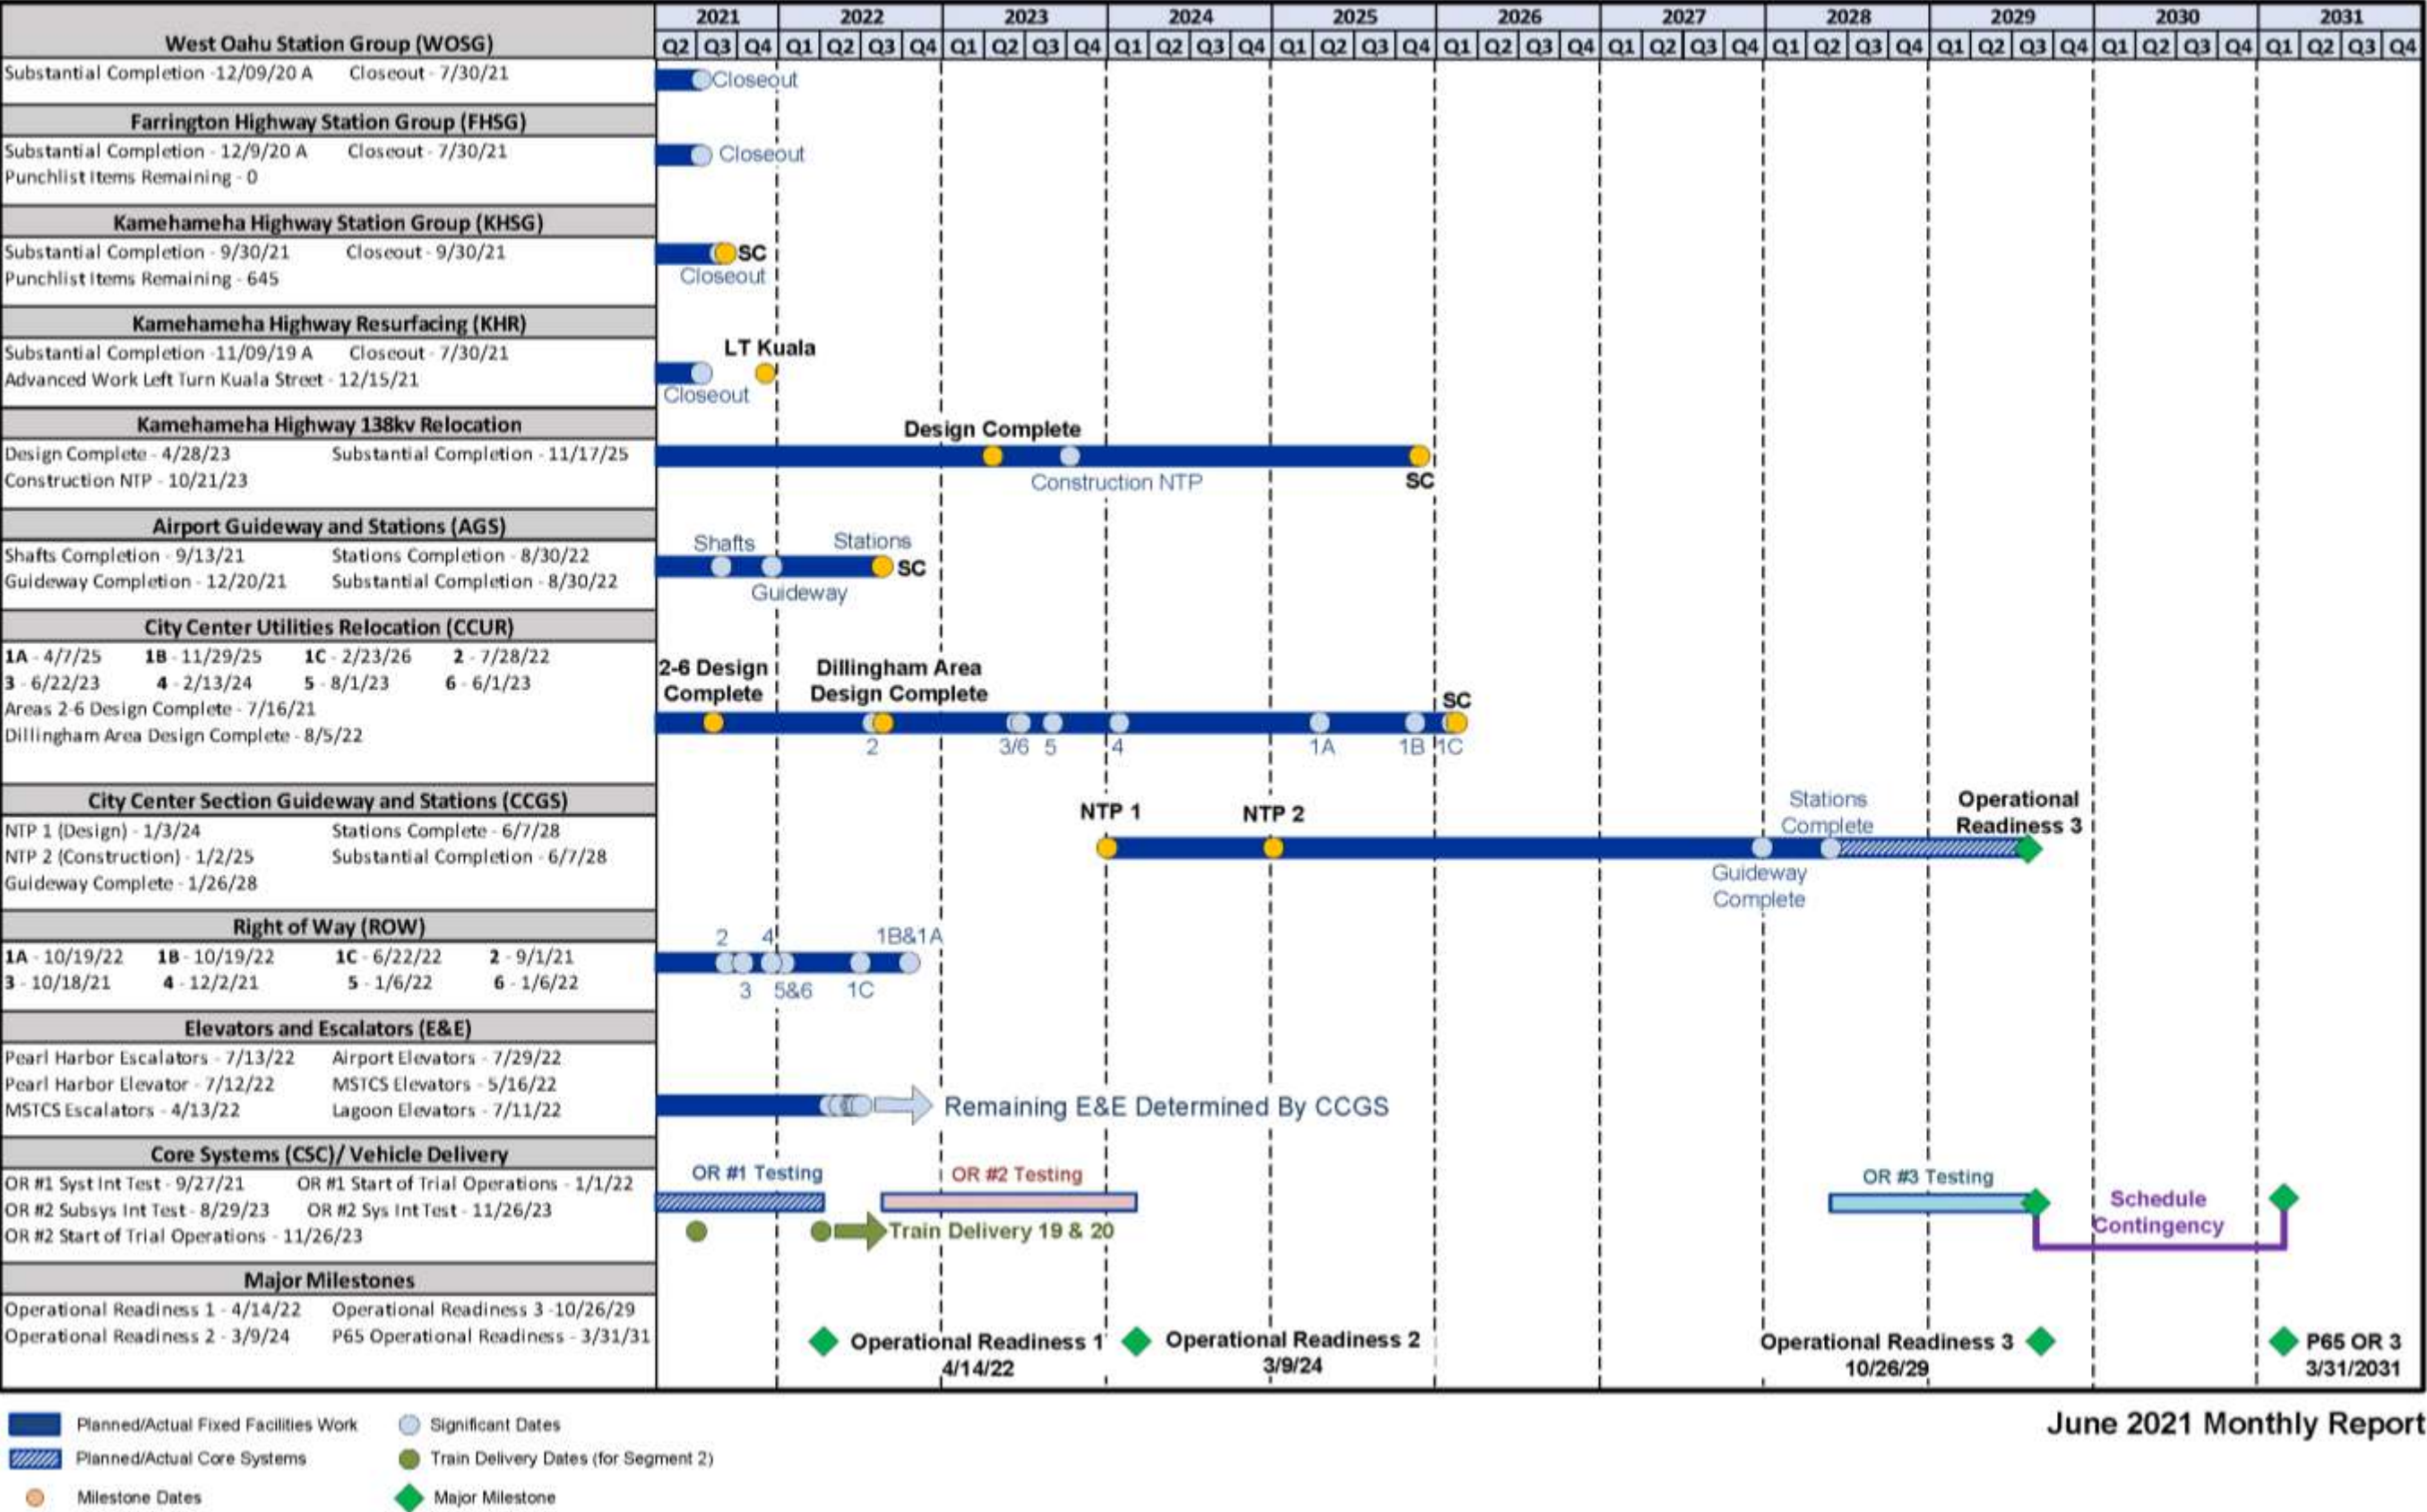 2021 2022 2023 2024 2025 2026 2027 2028 2029 2030 2031
West Oahu Station Group (WOSG) Q2 Q3 Q4 Q1 Q2 Q3 Q4 Q1 Q2 Q3 Q4 Q1 Q2 Q3 Q4 Q1 Q2 Q3 Q4 Q1 Q2 Q3 Q4 Q1 Q2 Q3 Q4 Q1 Q2 Q3 Q4 Q1 Q2 Q3 Q4 Q1 Q2 Q3 Q4 Q1 Q2 Q3 Q4
Substantial Completion -12/09/20 A Closeout - 7/30/21
Closeout
Farrington Highway Station Group (FHSG)
Substantial Completion - 12/9/20 A Closeout - 7/30/21
Closeout
Punchlist Items Remaining - 0
Kamehameha Highway Station Group (KHSG)
Substantial Completion - 9/30/21 Closeout - 9/30/21
SC
Punchlist Items Remaining - 645
Closeout
Kamehameha Highway Resurfacing (KHR)
Substantial Completion -11/09/19 A Closeout - 7/30/21
LT Kuala
Advanced Work Left Turn Kuala Street - 12/15/21
Closeout
Kamehameha Highway 138kv Relocation
Design Complete
Design Complete - 4/28/23 Substantial Completion - 11/17/25
Construction NTP - 10/21/23
Construction NTP
SC
Airport Guideway and Stations (AGS)
Shafts Stations
Shafts Completion - 9/13/21 Stations Completion - 8/30/22
SC
Guideway Completion - 12/20/21 Substantial Completion - 8/30/22
Guideway
City Center Utilities Relocation (CCUR)
1A - 4/7/25 1B - 11/29/25 1C - 2/23/26 2 - 7/28/22
3 - 6/22/23 4 - 2/13/24 5 - 8/1/23 6 - 6/1/23
Areas 2-6 Design Complete - 7/16/21
Dillingham Area Design Complete - 8/5/22
2-6 Design
Complete
Dillingham Area
Design Complete
SC
2 3/6 5 4 1A 1B 1C
City Center Section Guideway and Stations (CCGS)
NTP 1 (Design) - 1/3/24 Stations Complete - 6/7/28
NTP 2 (Construction) - 1/2/25 Substantial Completion - 6/7/28
Guideway Complete - 1/26/28
NTP 1
NTP 2
Stations
Complete
Operational
Readiness 3
Guideway
Complete
Right of Way (ROW)
1A - 10/19/22 1B - 10/19/22 1C - 6/22/22 2 - 9/1/21
3 - 10/18/21 4 - 12/2/21 5 - 1/6/22 6 - 1/6/22
2 4 1B&1A
3 5&6 1C
Elevators and Escalators (E&E)
Pearl Harbor Escalators - 7/13/22 Airport Elevators - 7/29/22
Pearl Harbor Elevator - 7/12/22 MSTCS Elevators - 5/16/22
MSTCS Escalators - 4/13/22 Lagoon Elevators - 7/11/22
Remaining E&E Determined By CCGS
Core Systems (CSC)/ Vehicle Delivery
OR #1 Syst Int Test - 9/27/21 OR #1 Start of Trial Operations - 1/1/22
OR #2 Subsys Int Test - 8/29/23 OR #2 Sys Int Test - 11/26/23
OR #2 Start of Trial Operations - 11/26/23
OR #1 Testing OR #2 Testing OR #3 Testing
Train Delivery 19 & 20
Schedule
Contingency
Major Milestones
Operational Readiness 1 - 4/14/22 Operational Readiness 3 -10/26/29
Operational Readiness 2 - 3/9/24 P65 Operational Readiness - 3/31/31
Operational Readiness 1
4/14/22
Operational Readiness 2
3/9/24
Operational Readiness 3
10/26/29
P65 OR 3
3/31/2031
Planned/Actual Fixed Facilities Work Significant Dates
Planned/Actual Core Systems Train Delivery Dates (for Segment 2)
Milestone Dates Major Milestone
June 2021 Monthly Report